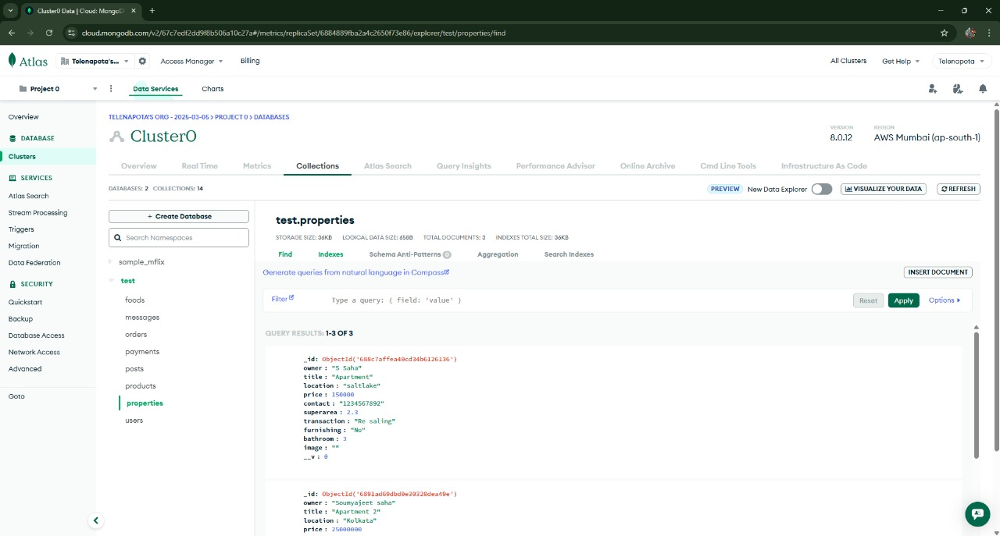 Cluster0 Data | Cloud: MongoD
cloud.mongodb.com/v2/67c7edf2dd9f8b506a10c27a#/metrics/replicaSet/6884889fba2a4c2650f73e86/explorer/test/properties/find
Atlas
Telenapota's...
Access Manager
Billing
All Clusters
Get Help
Telenapota
Project 0
Data Services
Charts
Overview
DATABASE
Clusters
SERVICES
Atlas Search
Stream Processing
Triggers
Migration
Data Federation
SECURITY
Quickstart
Backup
Database Access
Network Access
Advanced
Goto
TELENAPOTA'S ORG - 2025-03-05 > PROJECT 0 > DATABASES
Cluster0
VERSION
8.0.12
REGION
AWS Mumbai (ap-south-1)
Overview
Real Time
Metrics
Collections
Atlas Search
Query Insights
Performance Advisor
Online Archive
Cmd Line Tools
Infrastructure As Code
DATABASES: 2 COLLECTIONS: 14
PREVIEW New Data Explorer
VISUALIZE YOUR DATA
REFRESH
+ Create Database
Search Namespaces
sample_mflix
test
foods
messages
orders
payments
posts
products
properties
users
test.properties
STORAGE SIZE: 36KB LOGICAL DATA SIZE: 658B TOTAL DOCUMENTS: 3 INDEXES TOTAL SIZE: 36KB
Find
Indexes
Schema Anti-Patterns 0
Aggregation
Search Indexes
Generate queries from natural language in Compass
INSERT DOCUMENT
Filter
Type a query: { field: 'value' }
Reset
Apply
Options
QUERY RESULTS: 1-3 OF 3
_id: ObjectId('688c7affea40cd34b6126136')
owner : "S Saha"
title : "Apartment"
location : "saltlake"
price : 150000
contact : "1234567892"
superarea : 2.3
transaction : "Re saling"
furnishing : "No"
bathroom : 3
image : ""
__v : 0
_id: ObjectId('6891ad69dbd0e30320dea49e')
owner : "Soumyajeet saha"
title : "Apartment 2"
location : "Kolkata"
price : 25000000